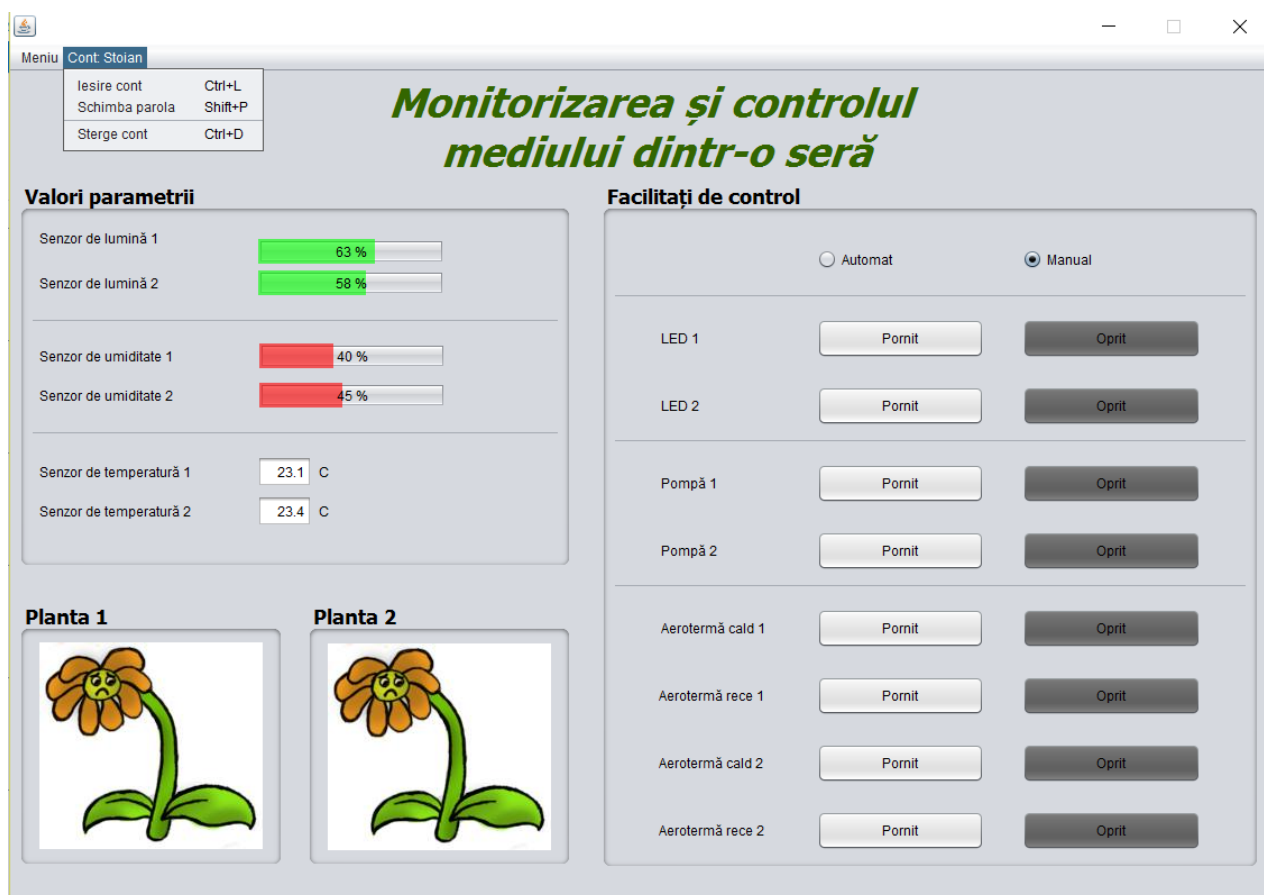 Meniu Cont: Stoian
Iesire cont Ctrl+L
Schimba parola Shift+P
Sterge cont Ctrl+D
Monitorizarea și controlul
mediului dintr-o seră
Valori parametrii
Senzor de lumină 1
63 %
Senzor de lumină 2
58 %
Senzor de umiditate 1
40 %
Senzor de umiditate 2
45 %
Senzor de temperatură 1
23.1 C
Senzor de temperatură 2
23.4 C
Planta 1
Planta 2
Facilitați de control
Automat Manual
LED 1 Pornit Oprit
LED 2 Pornit Oprit
Pompă 1 Pornit Oprit
Pompă 2 Pornit Oprit
Aerotermă cald 1 Pornit Oprit
Aerotermă rece 1 Pornit Oprit
Aerotermă cald 2 Pornit Oprit
Aerotermă rece 2 Pornit Oprit